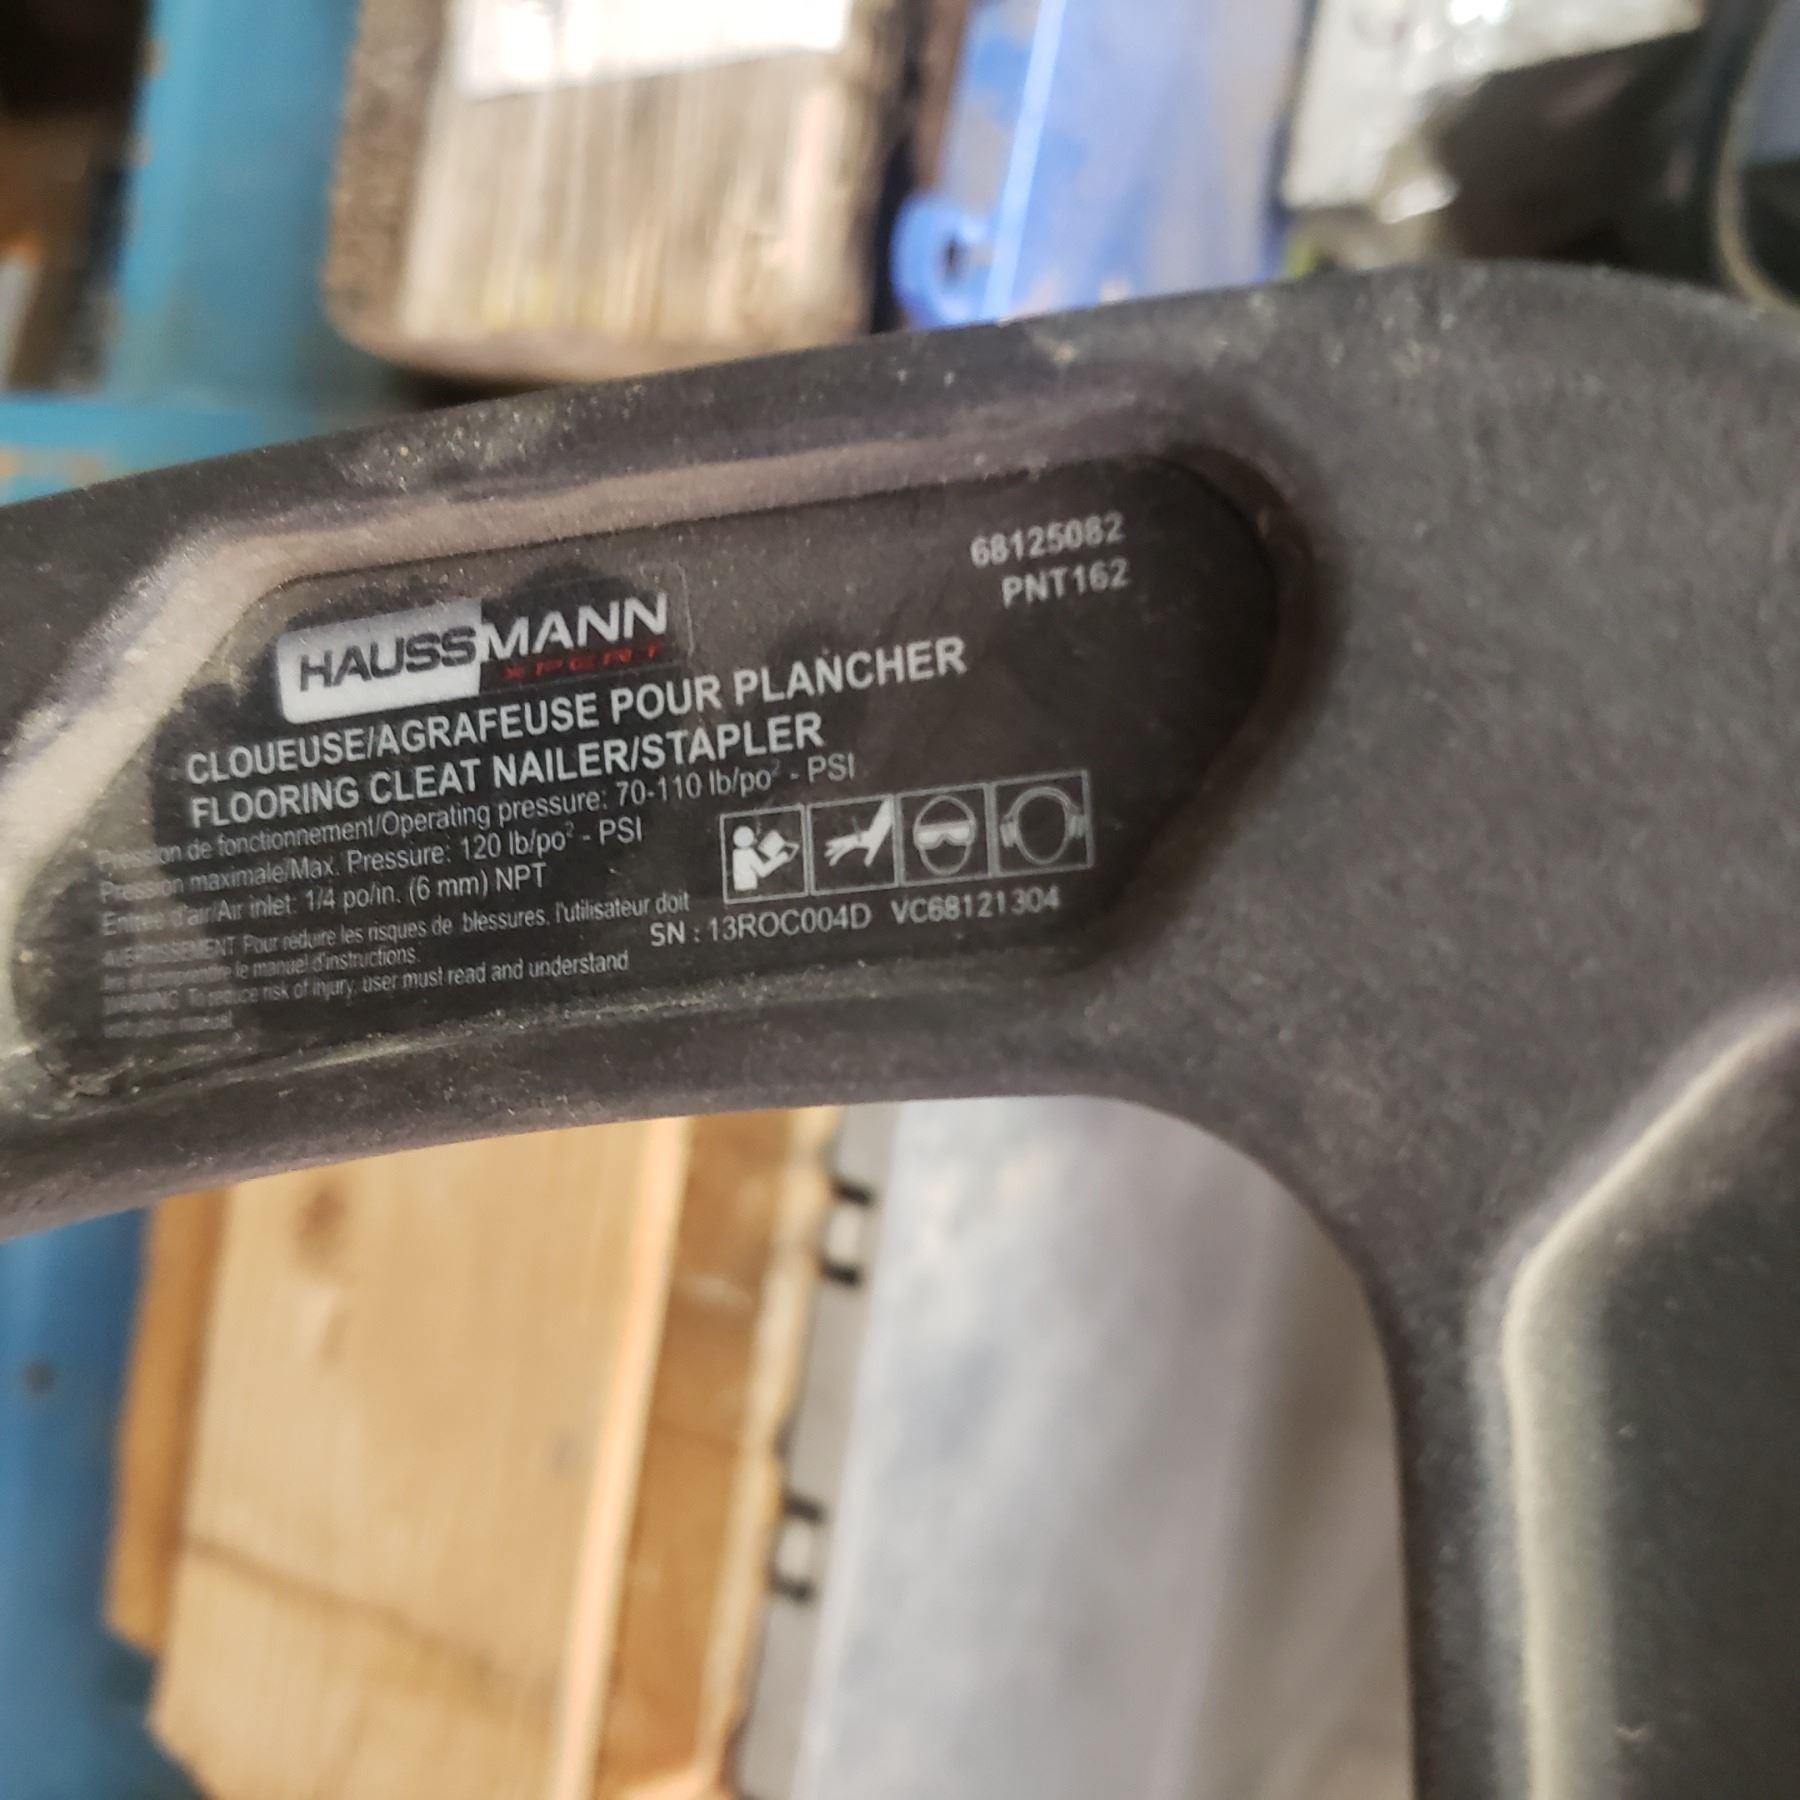 68125082
PNT162
HAUSSMANN
XPERT
CLOUEUSE/AGRAFEUSE POUR PLANCHER
FLOORING CLEAT NAILER/STAPLER
Pression de fonctionnement/Operating pressure: 70-110 lb/po² - PSI
Pression maximale/Max. Pressure: 120 lb/po² - PSI
Entrée d'air/Air inlet: 1/4 po/in. (6 mm) NPT
AVERTISSEMENT Pour réduire les risques de blessures, l'utilisateur doit
lire et comprendre le manuel d'instructions.
WARNING To reduce risk of injury, user must read and understand
SN : 13ROC004D VC68121304